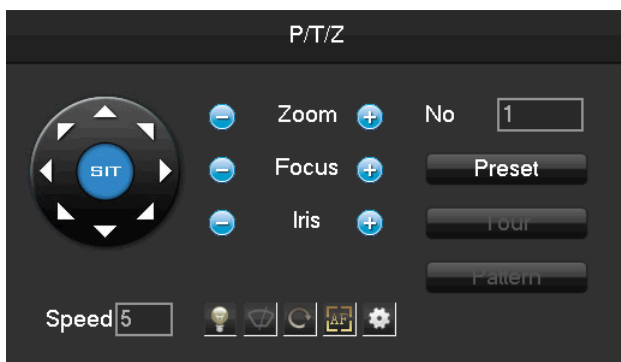 P/T/Z
Zoom
No 1
SIT
Focus
Preset
Iris
Tour
Pattern
Speed 5
AF